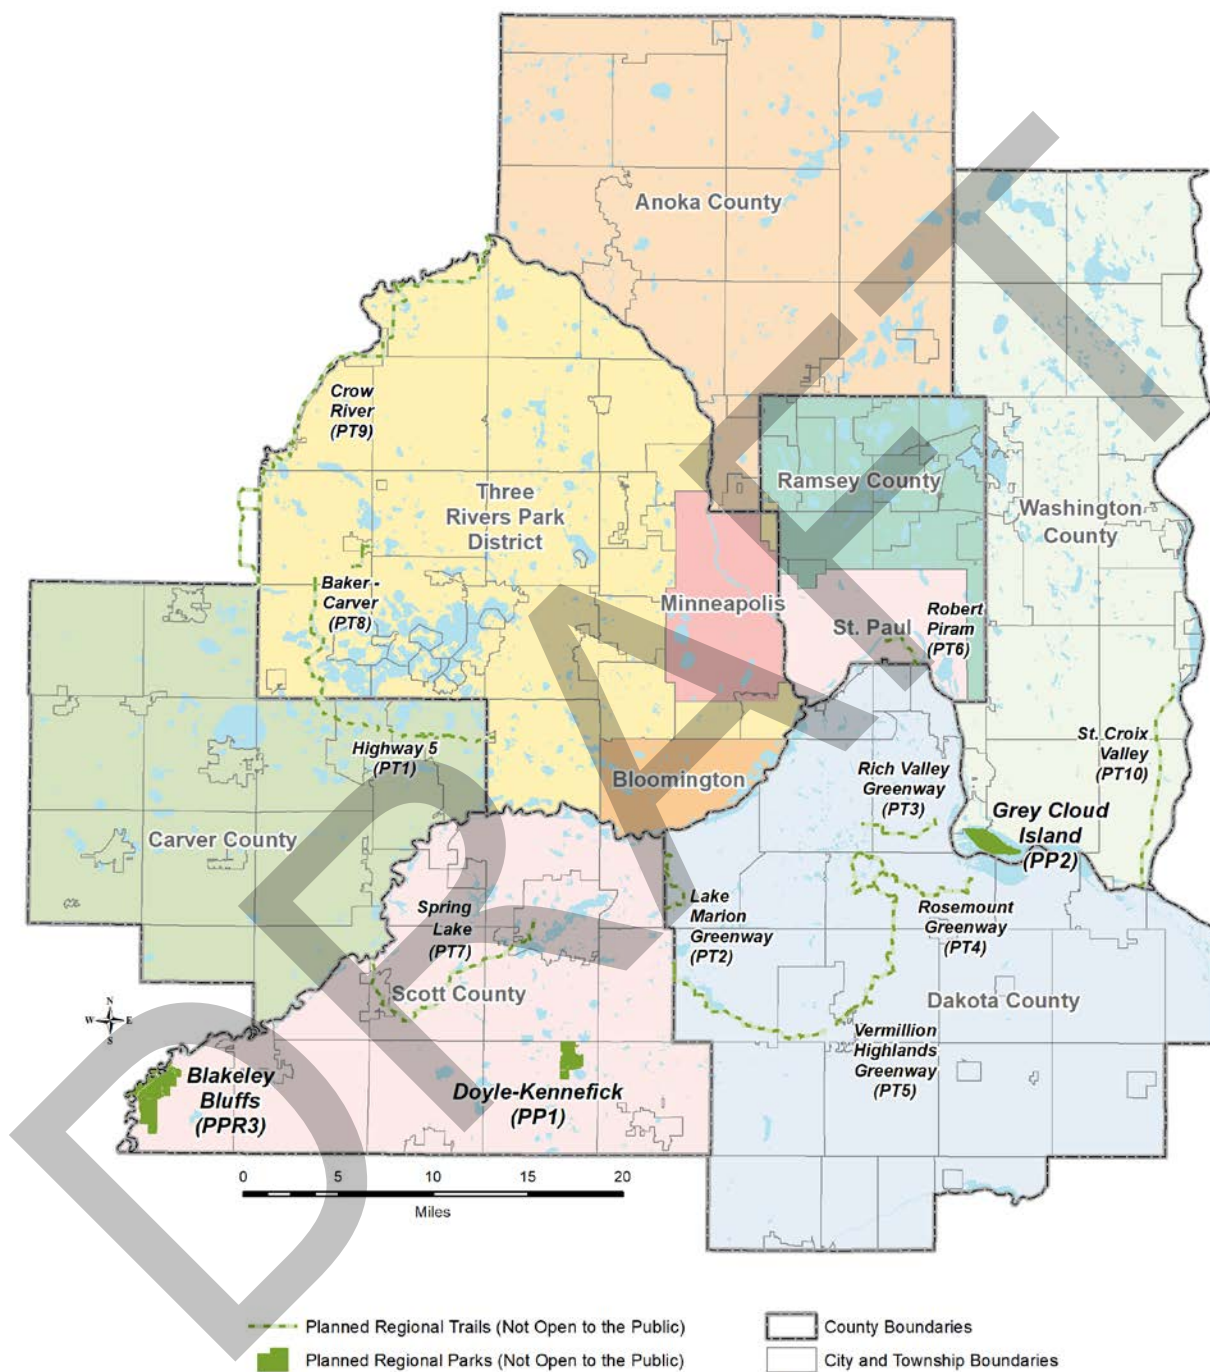 Anoka County
Crow
River
(PT9)
Three
Rivers Park
District
Ramsey County
Washington
County
Baker-
Carver
(PT8)
Minneapolis
St. Paul
Robert
Piram
(PT6)
Highway 5
(PT1)
Bloomington
St. Croix
Valley
(PT10)
Rich Valley
Greenway
(PT3)
Grey Cloud
Island
(PP2)
Carver County
Spring
Lake
(PT7)
Lake
Marion
Greenway
(PT2)
Rosemount
Greenway
(PT4)
Scott County
Dakota County
N
W E
S
Vermillion
Highlands
Greenway
(PT5)
Blakeley
Bluffs
(PPR3)
Doyle-Kennefick
(PP1)
0 5 10 15 20
Miles
DRAFT
Planned Regional Trails (Not Open to the Public)
County Boundaries
Planned Regional Parks (Not Open to the Public)
City and Township Boundaries